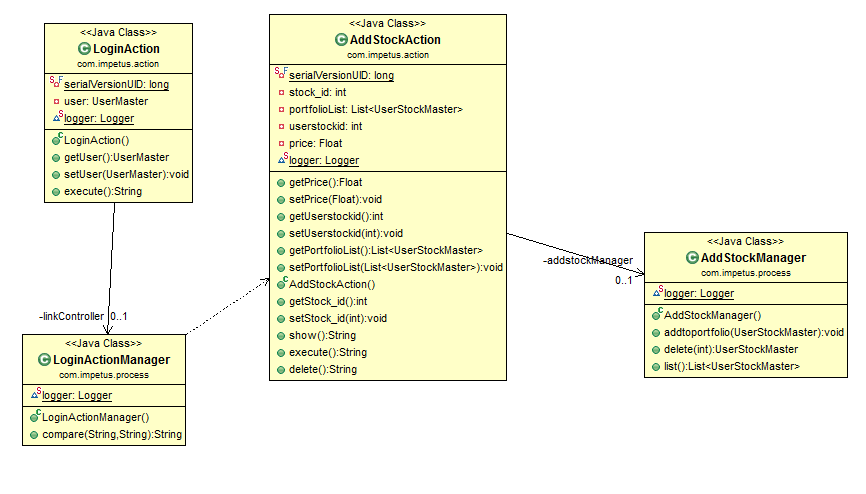 <<Java Class>>
LoginAction
com.impetus.action
serialVersionUID: long
user: UserMaster
logger: Logger
LoginAction()
getUser():UserMaster
setUser(UserMaster):void
execute():String
<<Java Class>>
AddStockAction
com.impetus.action
serialVersionUID: long
stock_id: int
portfolioList: List<UserStockMaster>
userstockid: int
price: Float
logger: Logger
getPrice():Float
setPrice(Float):void
getUserstockid():int
setUserstockid(int):void
getPortfolioList():List<UserStockMaster>
setPortfolioList(List<UserStockMaster>):void
AddStockAction()
getStock_id():int
setStock_id(int):void
show():String
execute():String
delete():String
-addstockManager
0..1
<<Java Class>>
AddStockManager
com.impetus.process
logger: Logger
AddStockManager()
addtoportfolio(UserStockMaster):void
delete(int):UserStockMaster
list():List<UserStockMaster>
-linkController 0..1
<<Java Class>>
LoginActionManager
com.impetus.process
logger: Logger
LoginActionManager()
compare(String,String):String